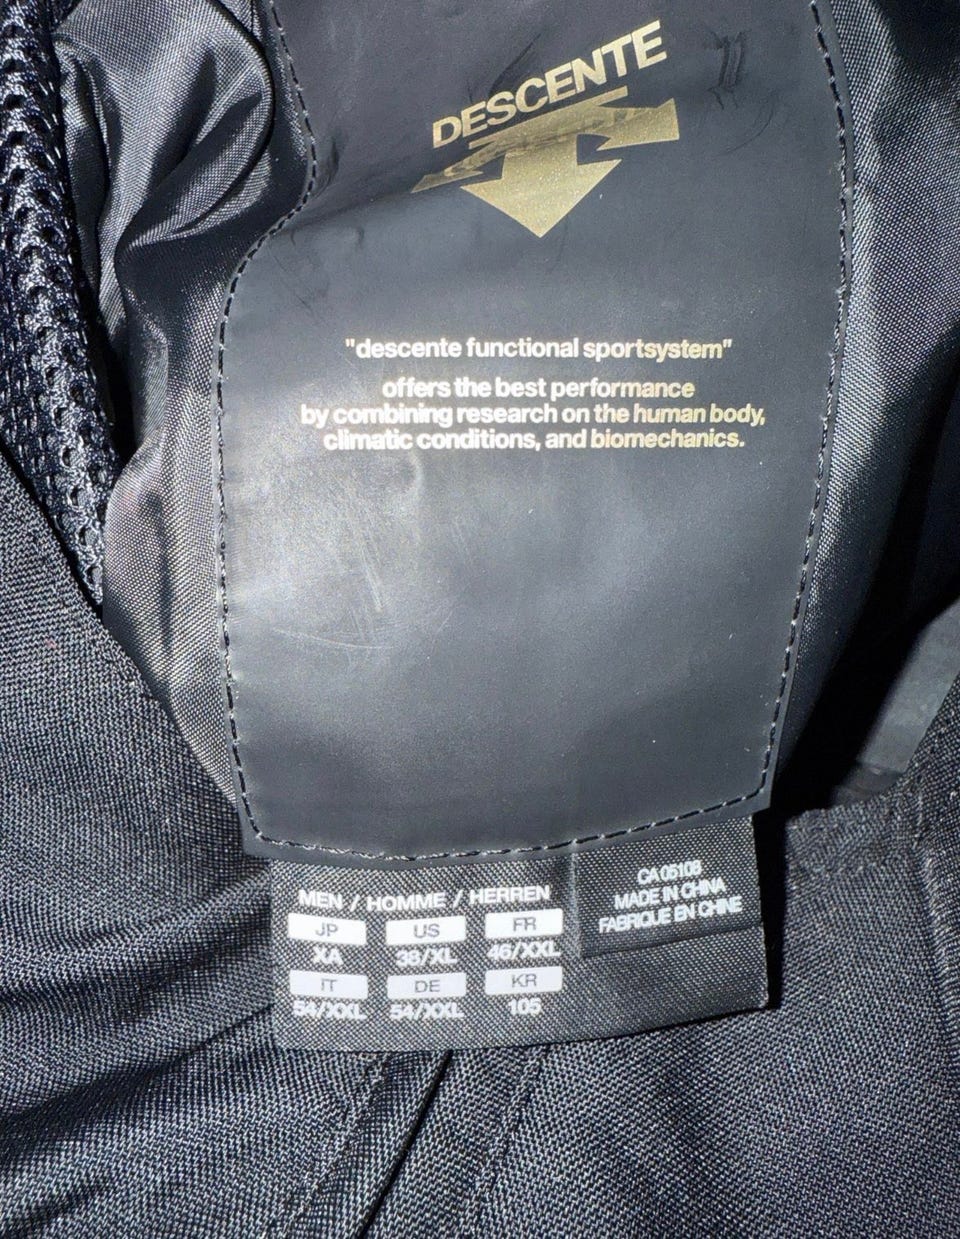 DESCENTE
"descente functional sportsystem"
offers the best performance
by combining research on the human body,
climatic conditions, and biomechanics.
MEN / HOMME / HERREN
JP US FR
XA 38/XL 46/XXL
IT DE KR
54/XXL 54/XXL 105
CA 05108
MADE IN CHINA
FABRIQUE EN CHINE